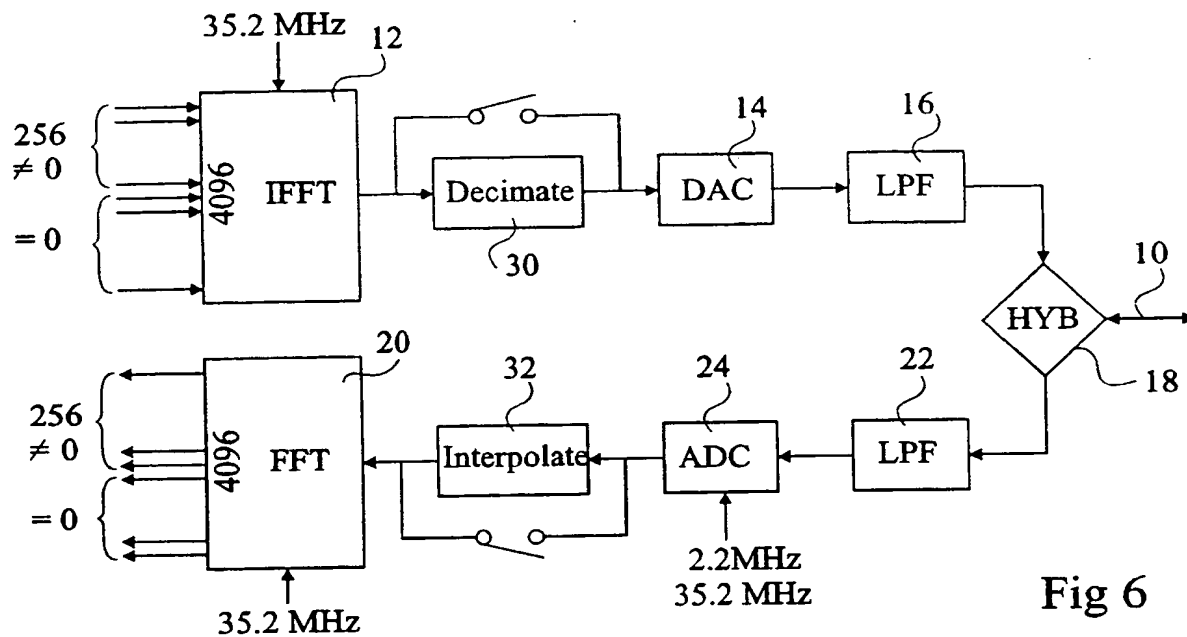 35.2 MHz
12
256
≠ 0
= 0
4096
IFFT
Decimate
30
14
DAC
16
LPF
10
HYB
18
20
256
≠ 0
= 0
4096
FFT
35.2 MHz
32
Interpolate
24
ADC
2.2MHz
35.2 MHz
22
LPF
Fig 6